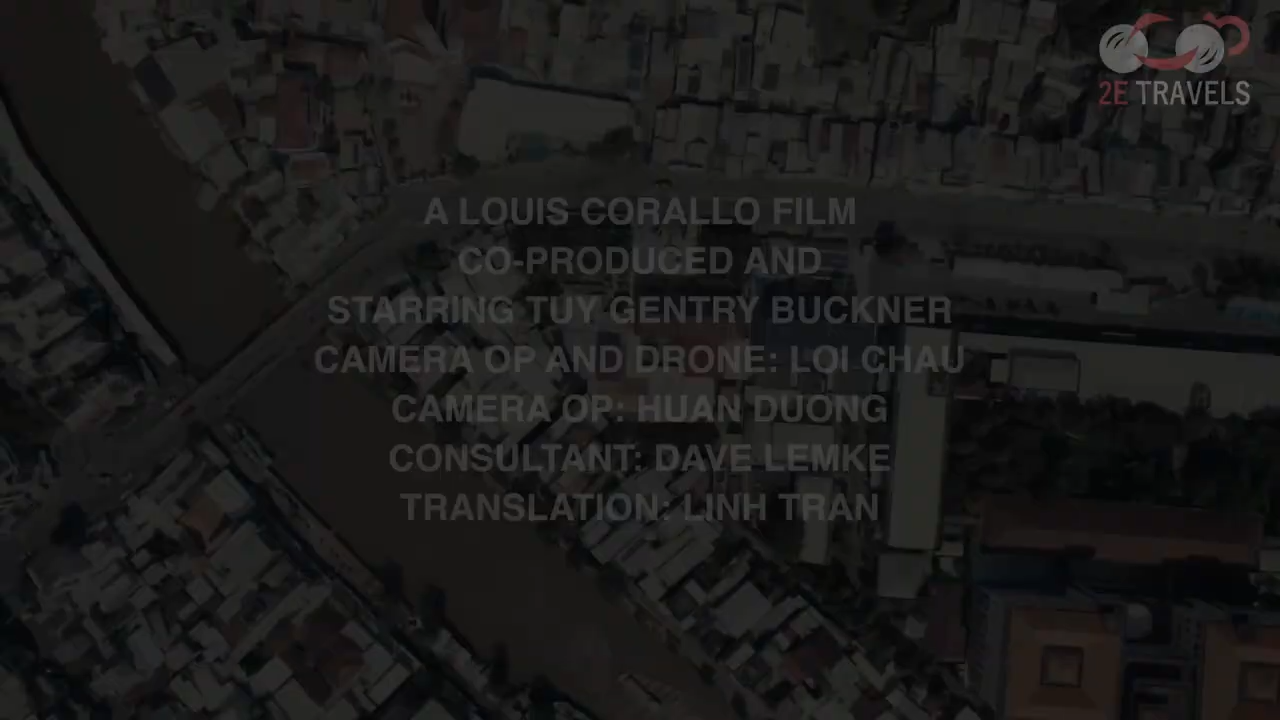 2E TRAVELS
A LOUIS CORALLO FILM
CO-PRODUCED AND
STARRING TUY GENTRY BUCKNER
CAMERA OP AND DRONE: LOI CHAU
CAMERA OP: HUAN DUONG
CONSULTANT: DAVE LEMKE
TRANSLATION: LINH TRAN